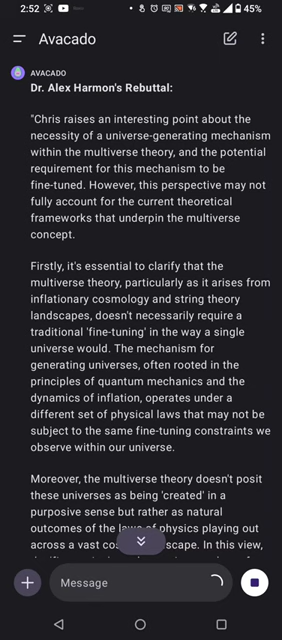 2:52
45%
Avacado
AVACADO
Dr. Alex Harmon's Rebuttal:
"Chris raises an interesting point about the
necessity of a universe-generating mechanism
within the multiverse theory, and the potential
requirement for this mechanism to be
fine-tuned. However, this perspective may not
fully account for the current theoretical
frameworks that underpin the multiverse
concept.
Firstly, it's essential to clarify that the
multiverse theory, particularly as it arises from
inflationary cosmology and string theory
landscapes, doesn't necessarily require a
traditional 'fine-tuning' in the way a single
universe would. The mechanism for
generating universes, often rooted in the
principles of quantum mechanics and the
dynamics of inflation, operates under a
different set of physical laws that may not be
subject to the same fine-tuning constraints we
observe within our universe.
Moreover, the multiverse theory doesn't posit
these universes as being 'created' in a
purposive sense but rather as natural
outcomes of the laws of physics playing out
across a vast scape. In this view,
Message